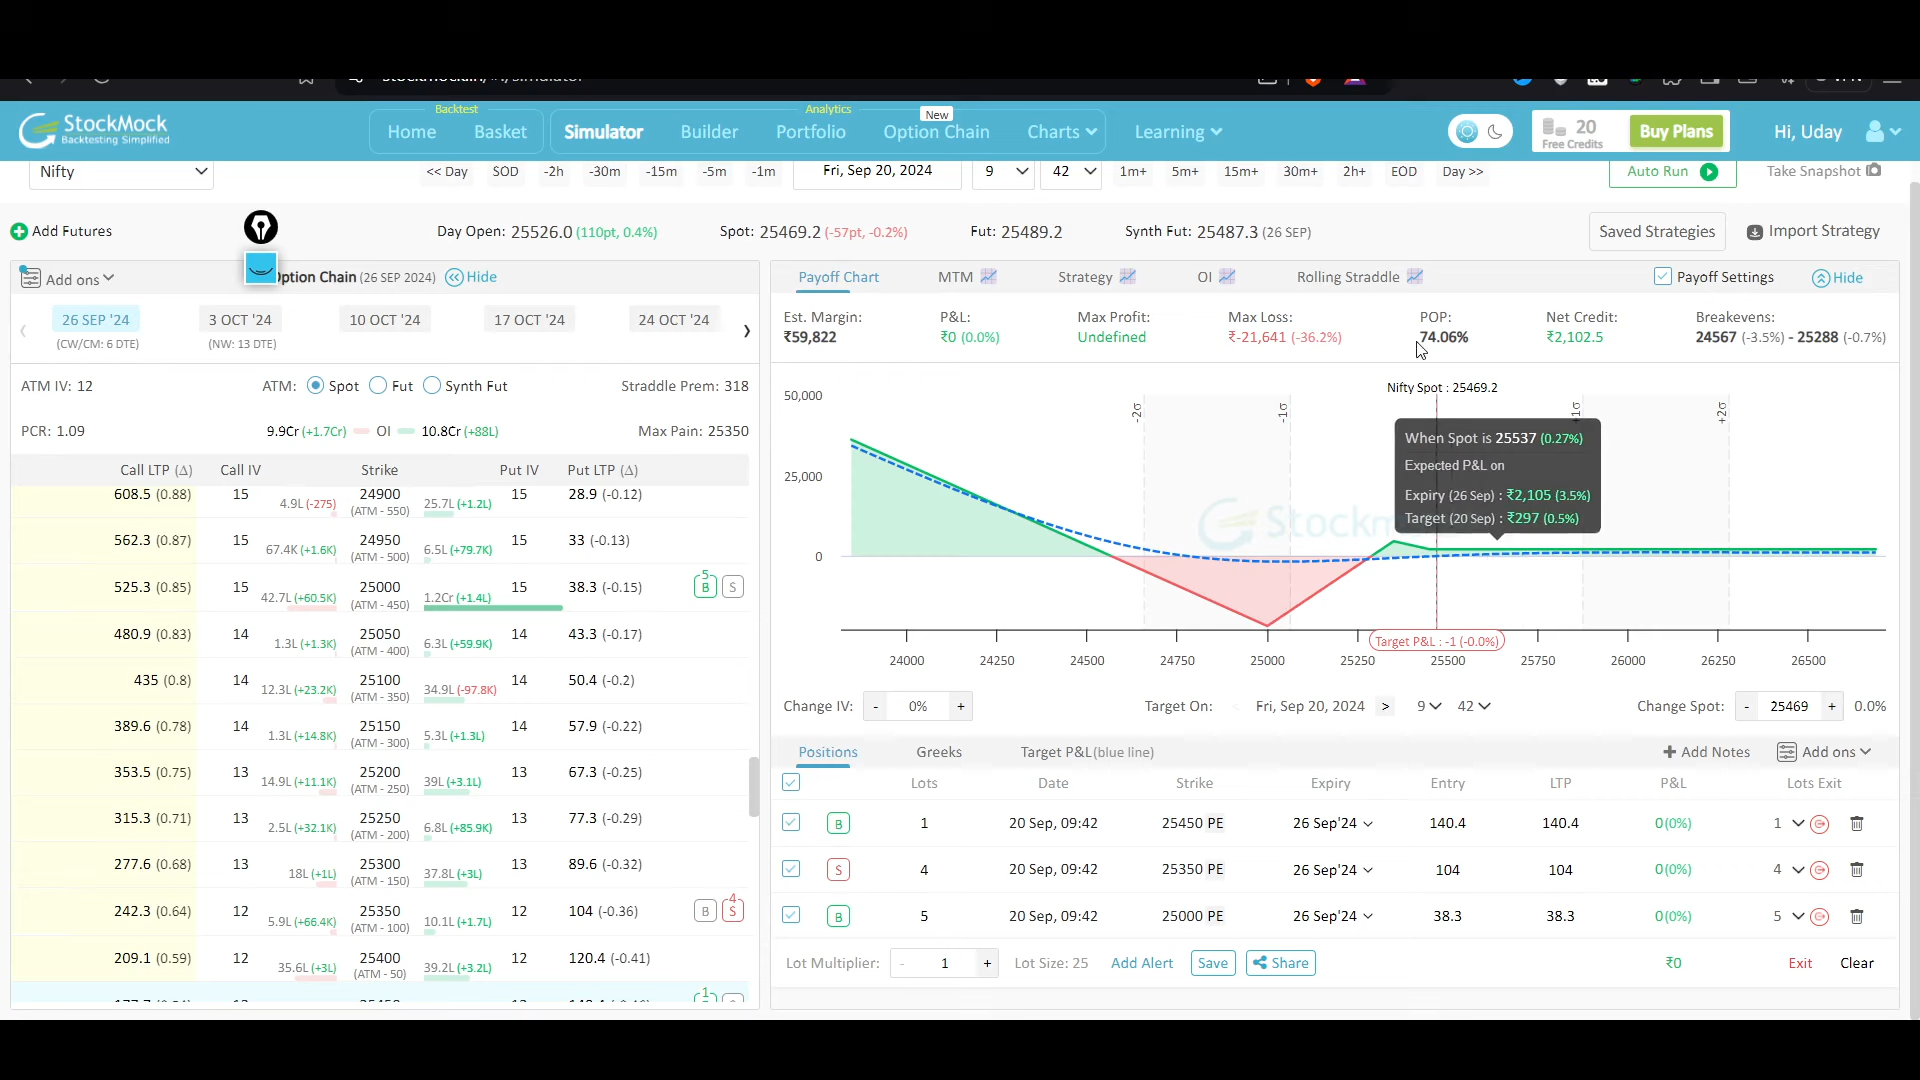 StockMock
Backtesting Simplified
Backtest
Home Basket
Simulator Builder
Analytics
Portfolio
New
Option Chain
Charts
Learning
20
Free Credits
Buy Plans
Hi, Uday
Nifty
<< Day SOD -2h -30m -15m -5m -1m Fri, Sep 20, 2024 9 42 1m+ 5m+ 15m+ 30m+ 2h+ EOD Day >>
Auto Run
Take Snapshot
Add Futures
Day Open: 25526.0 (110pt, 0.4%) Spot: 25469.2 (-57pt, -0.2%) Fut: 25489.2 Synth Fut: 25487.3 (26 SEP)
Saved Strategies
Import Strategy
Add ons
Option Chain (26 SEP 2024) Hide
26 SEP '24 3 OCT '24 10 OCT '24 17 OCT '24 24 OCT '24
(CW/CM: 6 DTE) (NW: 13 DTE)
ATM IV: 12 ATM: Spot Fut Synth Fut Straddle Prem: 318
PCR: 1.09 9.9Cr (+1.7Cr) OI 10.8Cr (+88L) Max Pain: 25350
Call LTP (Δ) Call IV Strike Put IV Put LTP (Δ)
608.5 (0.88) 15 4.9L (-275) 24900 25.7L (+1.2L) 15 28.9 (-0.12)
(ATM - 550)
562.3 (0.87) 15 67.4K (+1.6K) 24950 6.5L (+79.7K) 15 33 (-0.13)
(ATM - 500)
525.3 (0.85) 15 42.7L (+60.5K) 25000 1.2Cr (+1.4L) 15 38.3 (-0.15) 5 B S
(ATM - 450)
480.9 (0.83) 14 1.3L (+1.3K) 25050 6.3L (+59.9K) 14 43.3 (-0.17)
(ATM - 400)
435 (0.8) 14 12.3L (+23.2K) 25100 34.9L (-97.8K) 14 50.4 (-0.2)
(ATM - 350)
389.6 (0.78) 14 1.3L (+14.8K) 25150 5.3L (+1.3L) 14 57.9 (-0.22)
(ATM - 300)
353.5 (0.75) 13 14.9L (+11.1K) 25200 39L (+3.1L) 13 67.3 (-0.25)
(ATM - 250)
315.3 (0.71) 13 2.5L (+32.1K) 25250 6.8L (+85.9K) 13 77.3 (-0.29)
(ATM - 200)
277.6 (0.68) 13 18L (+1L) 25300 37.8L (+3L) 13 89.6 (-0.32)
(ATM - 150)
242.3 (0.64) 12 5.9L (+66.4K) 25350 10.1L (+1.7L) 12 104 (-0.36) B 4 S
(ATM - 100)
209.1 (0.59) 12 35.6L (+3L) 25400 39.2L (+3.2L) 12 120.4 (-0.41)
(ATM - 50)
1
Payoff Chart MTM Strategy OI Rolling Straddle Payoff Settings Hide
Est. Margin: P&L: Max Profit: Max Loss: POP: Net Credit: Breakevens:
₹59,822 ₹0 (0.0%) Undefined ₹-21,641 (-36.2%) 74.06% ₹2,102.5 24567 (-3.5%) - 25288 (-0.7%)
Nifty Spot : 25469.2
50,000
25,000
0
-2σ
-1σ
+1σ
+2σ
When Spot is 25537 (0.27%)
Expected P&L on
Expiry (26 Sep) : ₹2,105 (3.5%)
Target (20 Sep) : ₹297 (0.5%)
Target P&L : -1 (-0.0%)
24000 24250 24500 24750 25000 25250 25500 25750 26000 26250 26500
Change IV: - 0% + Target On: Fri, Sep 20, 2024 > 9 42 Change Spot: - 25469 + 0.0%
Positions Greeks Target P&L(blue line) Add Notes Add ons
Lots Date Strike Expiry Entry LTP P&L Lots Exit
B 1 20 Sep, 09:42 25450 PE 26 Sep'24 140.4 140.4 0(0%) 1
S 4 20 Sep, 09:42 25350 PE 26 Sep'24 104 104 0(0%) 4
B 5 20 Sep, 09:42 25000 PE 26 Sep'24 38.3 38.3 0(0%) 5
Lot Multiplier: - 1 + Lot Size: 25 Add Alert Save Share ₹0 Exit Clear